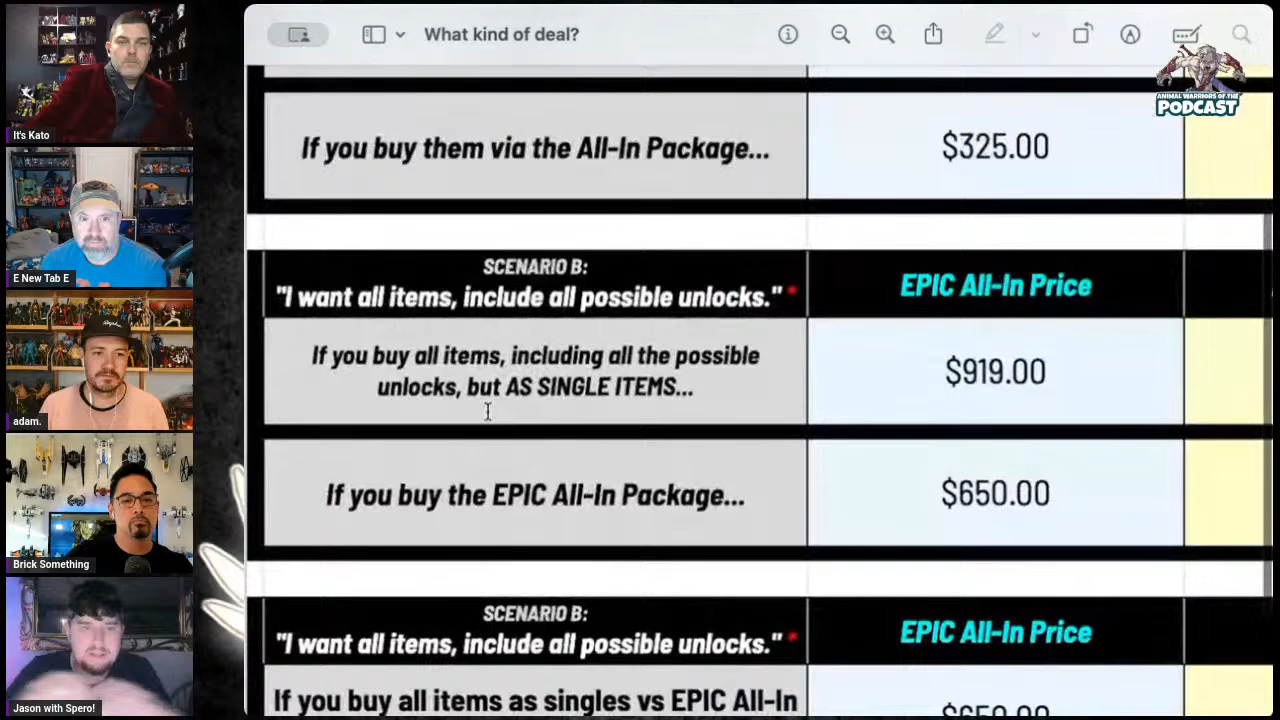 It's Kato
E New Tab E
adam.
Brick Something
Jason with Spero!
What kind of deal?
ANIMAL WARRIORS OF THE
PODCAST
If you buy them via the All-In Package...
$325.00
SCENARIO B:
"I want all items, include all possible unlocks." *
EPIC All-In Price
If you buy all items, including all the possible
unlocks, but AS SINGLE ITEMS...
$919.00
If you buy the EPIC All-In Package...
$650.00
SCENARIO B:
"I want all items, include all possible unlocks." *
EPIC All-In Price
If you buy all items as singles vs EPIC All-In